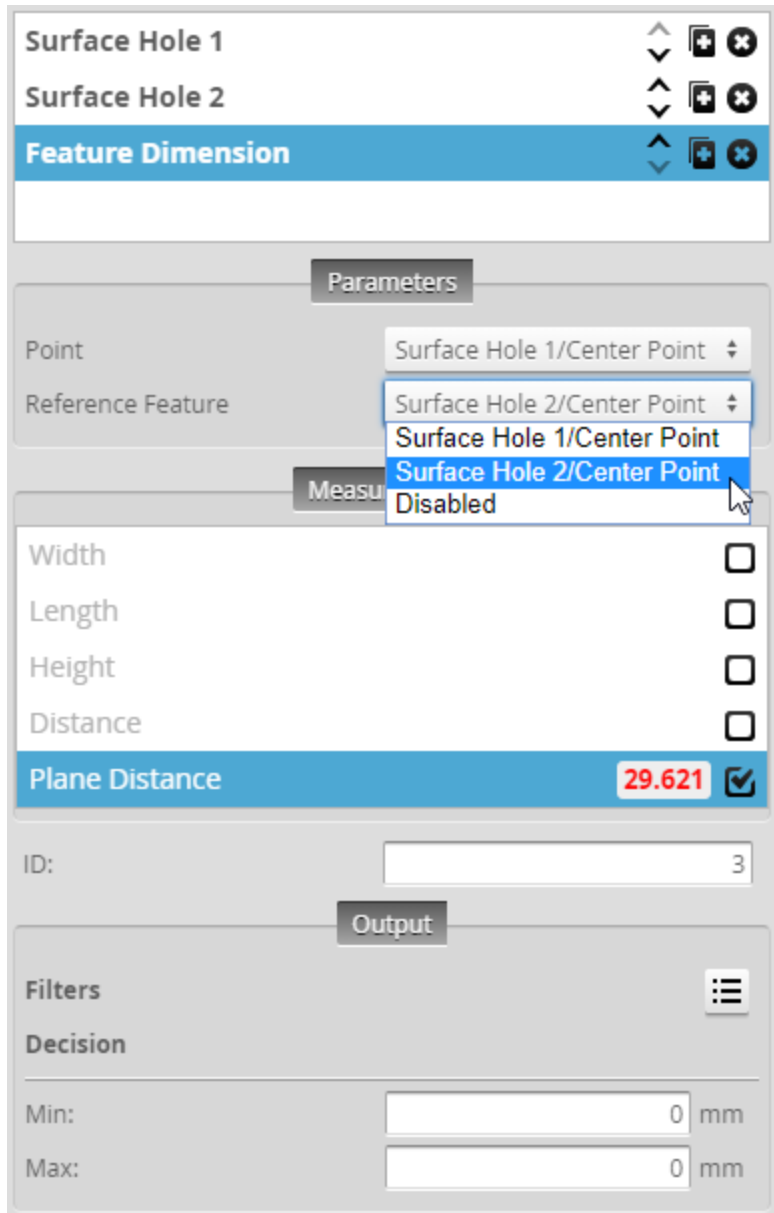 Surface Hole 1
Surface Hole 2
Feature Dimension
Parameters
Point Surface Hole 1/Center Point
Reference Feature Surface Hole 2/Center Point
Surface Hole 1/Center Point
Surface Hole 2/Center Point
Disabled
Measu
Width
Length
Height
Distance
Plane Distance 29.621
ID: 3
Output
Filters
Decision
Min: 0 mm
Max: 0 mm